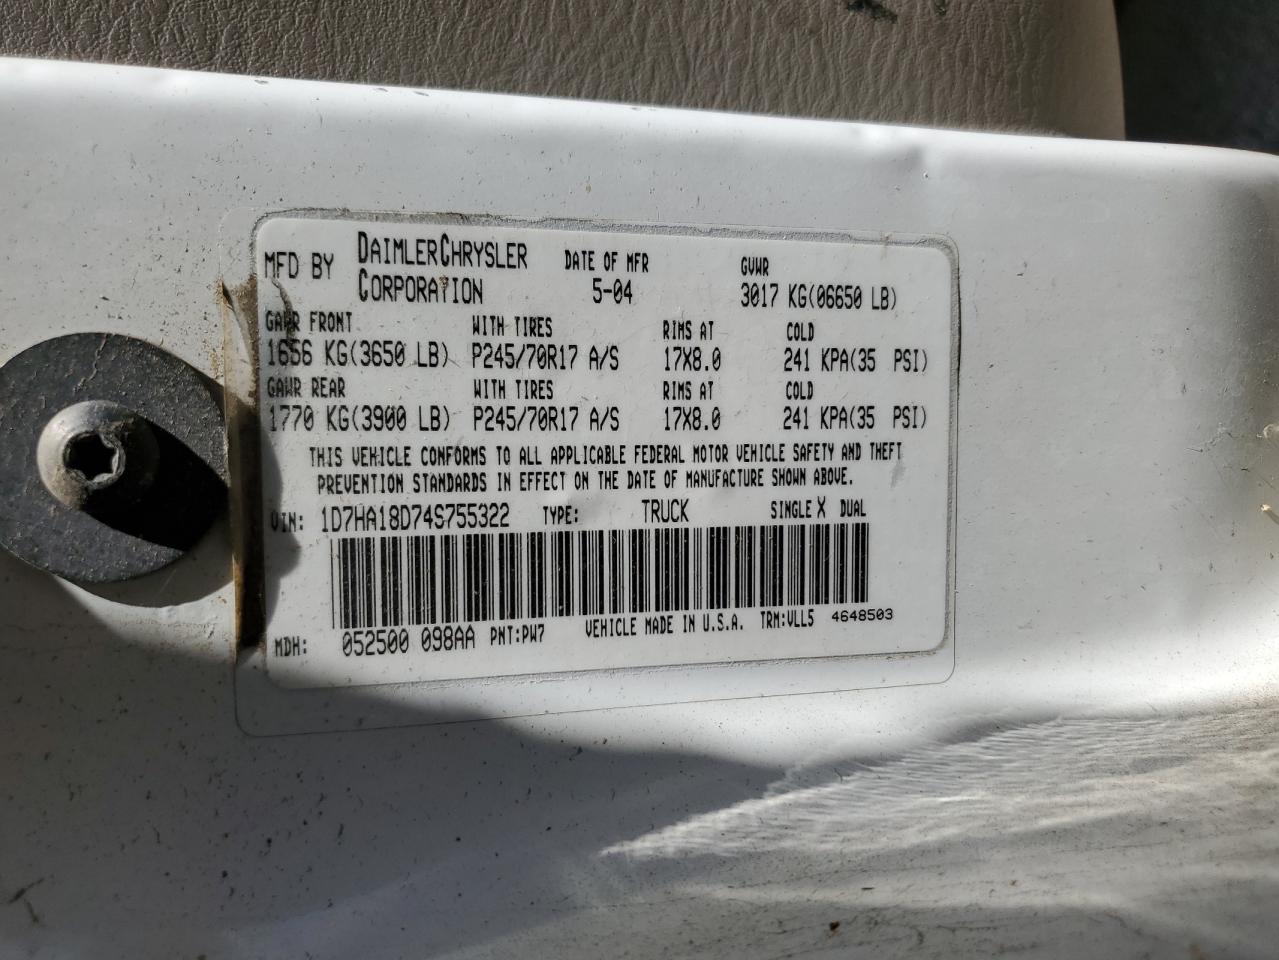 MFD BY DAIMLERCHRYSLER CORPORATION DATE OF MFR 5-04 GVWR 3017 KG(06650 LB)
GAWR FRONT WITH TIRES RIMS AT COLD
1656 KG(3650 LB) P245/70R17 A/S 17X8.0 241 KPA(35 PSI)
GAWR REAR WITH TIRES RIMS AT COLD
1770 KG(3900 LB) P245/70R17 A/S 17X8.0 241 KPA(35 PSI)
THIS VEHICLE CONFORMS TO ALL APPLICABLE FEDERAL MOTOR VEHICLE SAFETY AND THEFT
PREVENTION STANDARDS IN EFFECT ON THE DATE OF MANUFACTURE SHOWN ABOVE.
VIN: 1D7HA18D74S755322 TYPE: TRUCK SINGLE X DUAL
MDH: 052500 098AA PNT:PW7 VEHICLE MADE IN U.S.A. TRM:VLL5 4648503